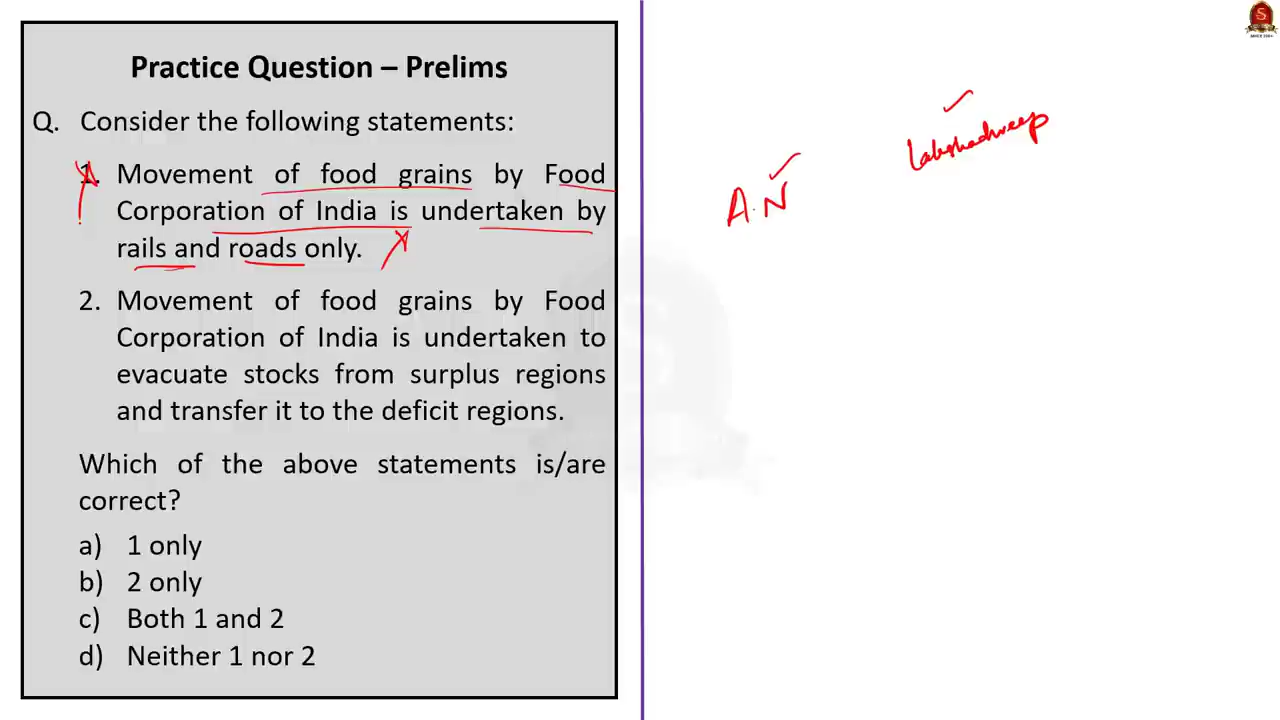 Practice Question – Prelims
Q. Consider the following statements:
1. Movement of food grains by Food
Corporation of India is undertaken by
rails and roads only.
2. Movement of food grains by Food
Corporation of India is undertaken to
evacuate stocks from surplus regions
and transfer it to the deficit regions.
Which of the above statements is/are
correct?
a) 1 only
b) 2 only
c) Both 1 and 2
d) Neither 1 nor 2
Lakshadweep
A.N